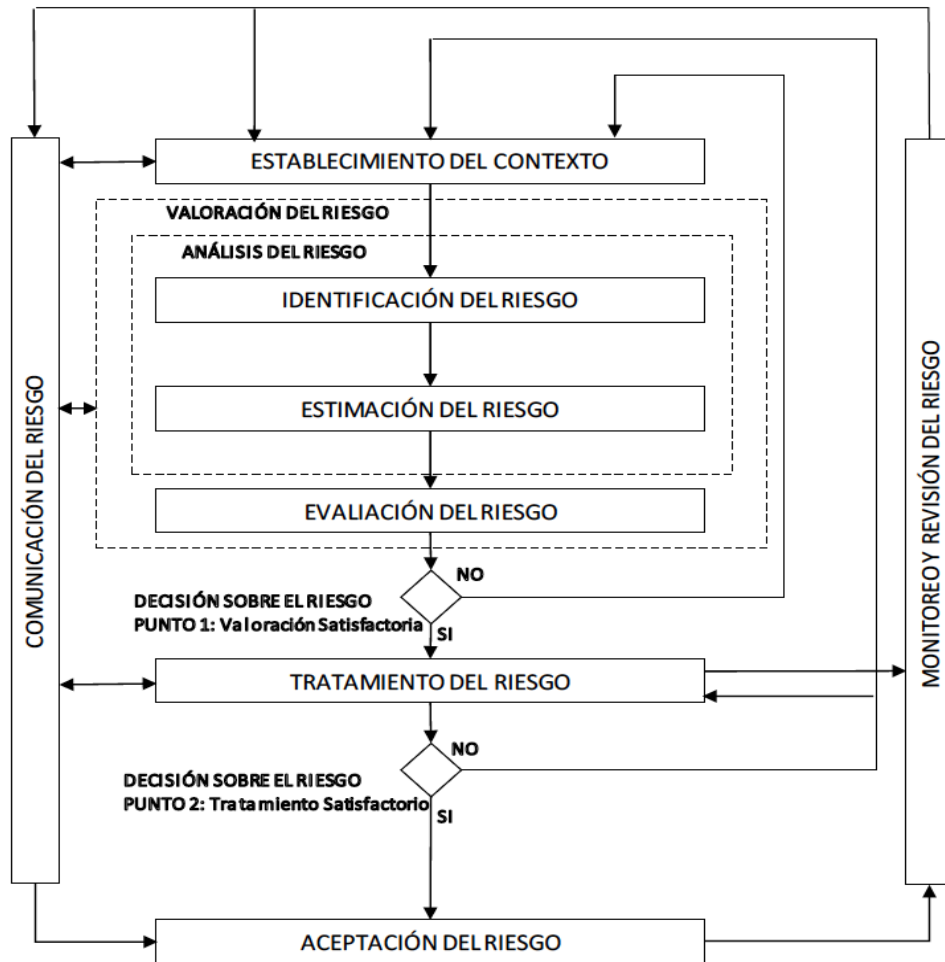 ESTABLECIMIENTO DEL CONTEXTO
VALORACIÓN DEL RIESGO
ANÁLISIS DEL RIESGO
IDENTIFICACIÓN DEL RIESGO
ESTIMACIÓN DEL RIESGO
EVALIACIÓN DEL RIESGO
NO
DECISIÓN SOBRE EL RIESGO
PUNTO 1: Valoración Satisfactoria
SI
TRATAMIENTO DEL RIESGO
NO
DECISIÓN SOBRE EL RIESGO
PUNTO 2: Tratamiento Satisfactorio
SI
ACEPTACIÓN DEL RIESGO
COMUNICACIÓN DEL RIESGO
MONITOREO Y REVISIÓN DEL RIESGO